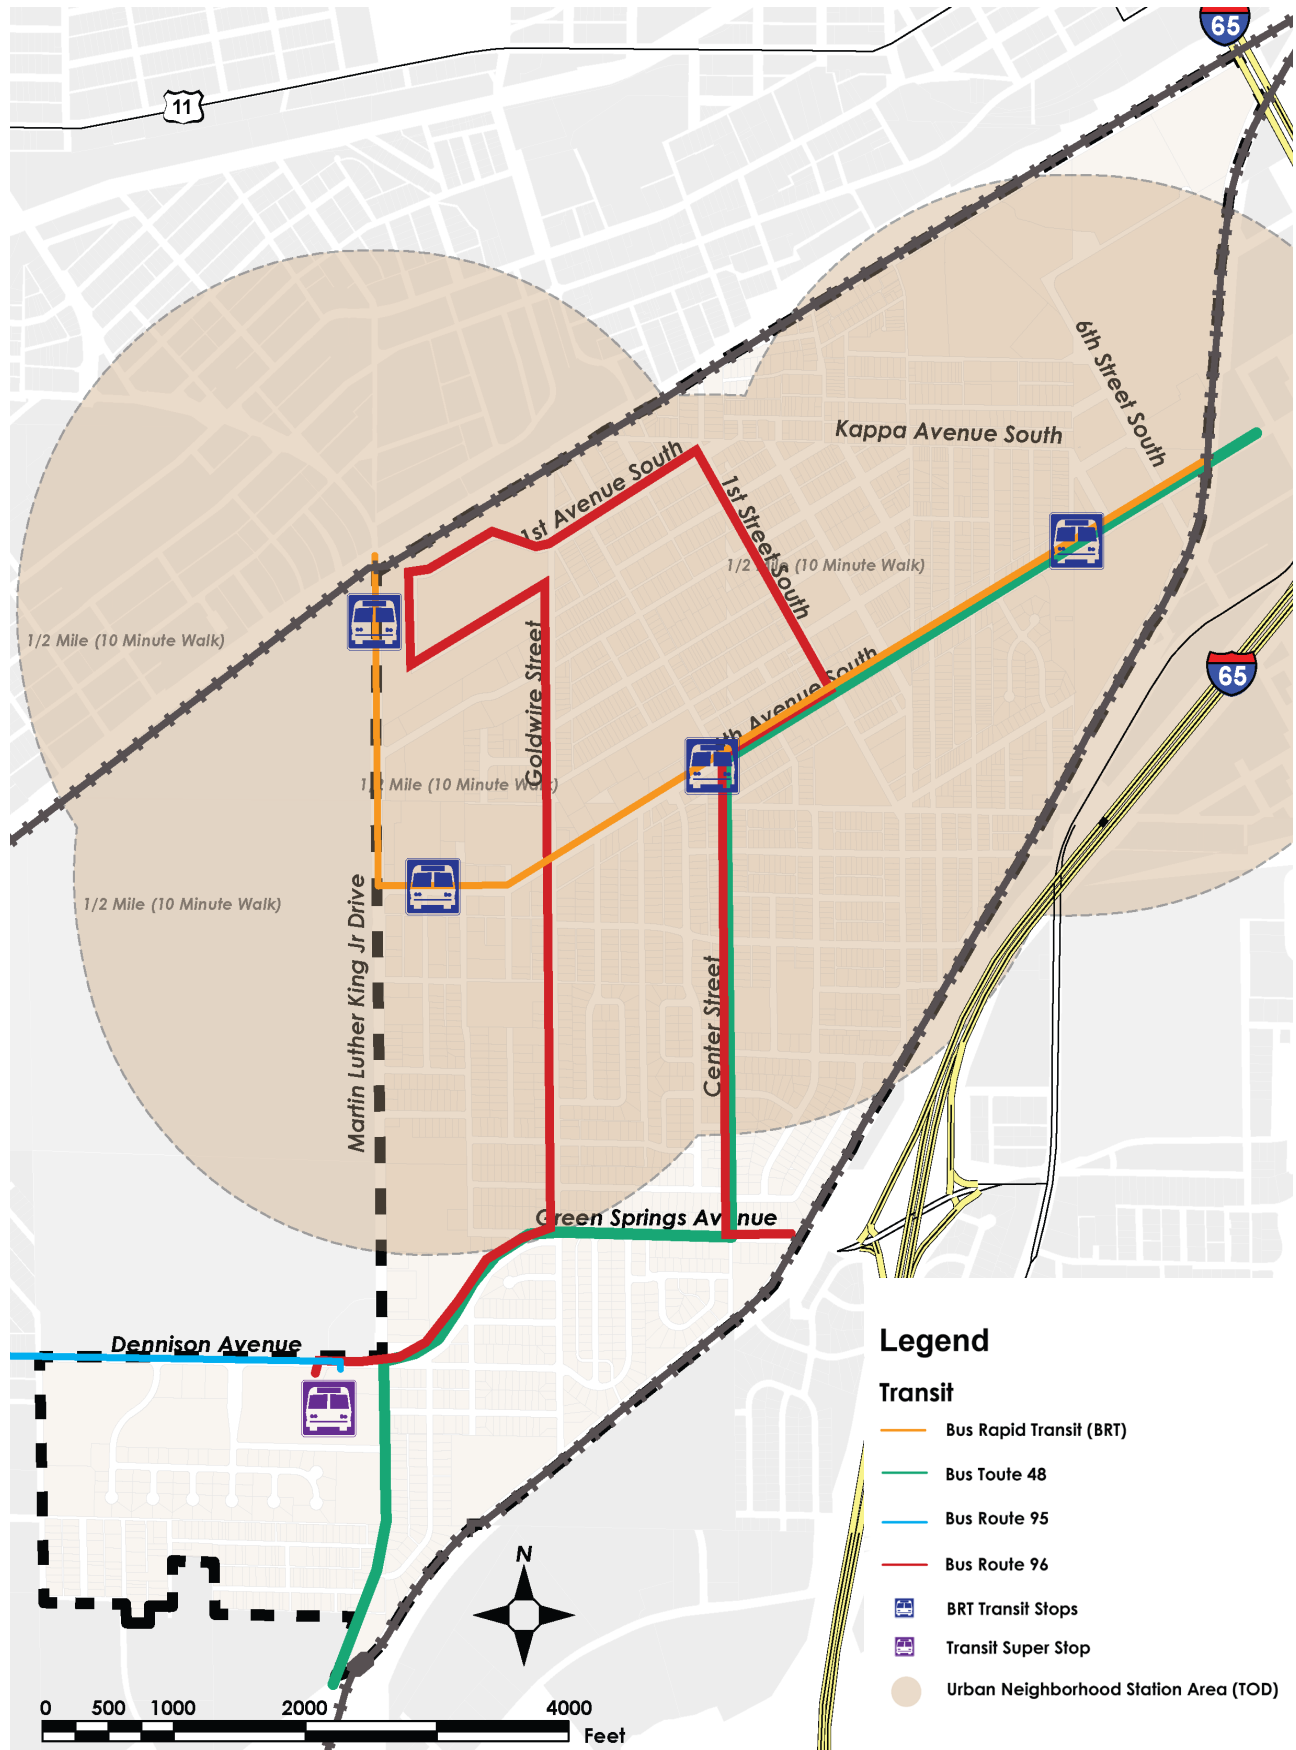 65
11
6th Street South
Kappa Avenue South
1st Avenue South
1st Street South
1/2 Mile (10 Minute Walk)
1/2 Mile (10 Minute Walk)
Goldwire Street
65
th Avenue South
1/2 Mile (10 Minute Walk)
1/2 Mile (10 Minute Walk)
Martin Luther King Jr Drive
Center Street
Green Springs Avenue
Dennison Avenue
Legend
Transit
Bus Rapid Transit (BRT)
Bus Toute 48
Bus Route 95
Bus Route 96
BRT Transit Stops
Transit Super Stop
Urban Neighborhood Station Area (TOD)
N
0 500 1000 2000 4000
Feet